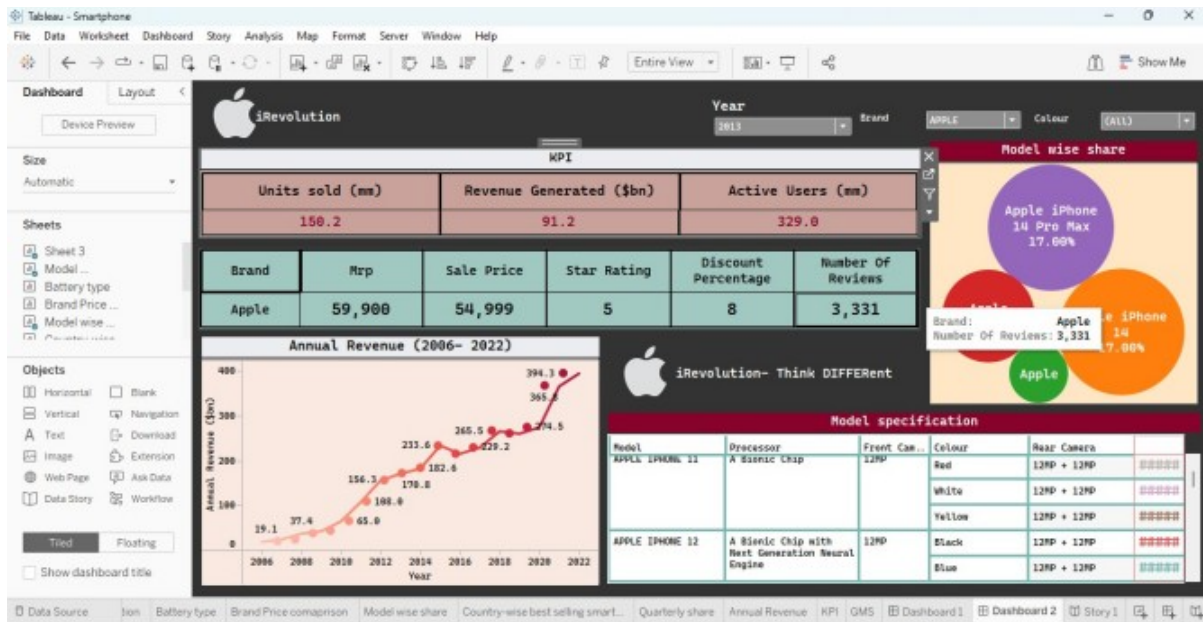 Tableau - Smartphone
File Data Worksheet Dashboard Story Analysis Map Format Server Window Help
Entire View
Show Me
Dashboard Layout
Device Preview
Size
Automatic
Sheets
Sheet 3
Model ...
Battery type
Brand Price ...
Model wise ...
Objects
Horizontal Blank
Vertical Navigation
Text Download
Image Extension
Web Page Ask Data
Data Story Workflow
Tiled Floating
Show dashboard title
iRevolution
Year
2013
Brand
APPLE
Colour
(All)
KPI
Units sold (mm) Revenue Generated ($bn) Active Users (mm)
150.2 91.2 329.0
Brand Mrp Sale Price Star Rating Discount Percentage Number Of Reviews
Apple 59,900 54,999 5 8 3,331
Model wise share
Apple iPhone
14 Pro Max
17.00%
iPhone
14
17.00%
Apple
Brand: Apple
Number Of Reviews: 3,331
Annual Revenue (2006- 2022)
Annual Revenue ($bn)
400
300
200
100
0
19.1
37.4
65.0
108.0
156.3
170.8
182.6
233.6
265.5
229.2
274.5
365.8
394.3
2006 2008 2010 2012 2014 2016 2018 2020 2022
Year
iRevolution- Think DIFFERent
Model specification
Model Processor Front Cam.. Colour Rear Camera
APPLE IPHONE 11 A Bionic Chip 12MP Red 12MP + 12MP #####
White 12MP + 12MP #####
Yellow 12MP + 12MP #####
APPLE IPHONE 12 A Bionic Chip with 12MP Black 12MP + 12MP #####
Next Generation Neural
Engine
Blue 12MP + 12MP #####
Data Source Battery type Brand Price comaprison Model wise share Country-wise best selling smart... Quarterly share Annual Revenue KPI GMS Dashboard 1 Dashboard 2 Story 1